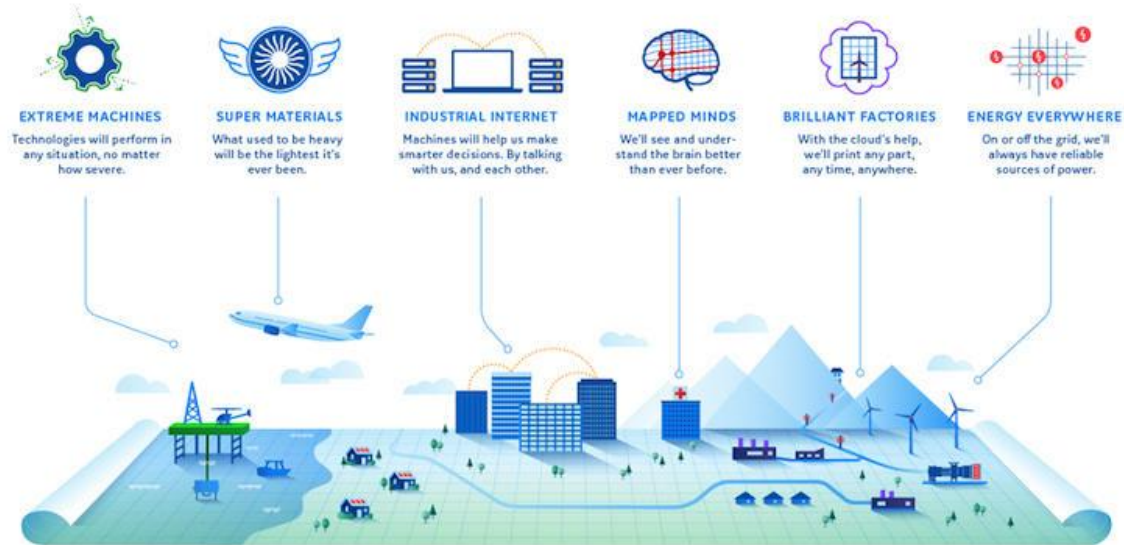 EXTREME MACHINES
Technologies will perform in
any situation, no matter
how severe.
SUPER MATERIALS
What used to be heavy
will be the lightest it's
ever been.
INDUSTRIAL INTERNET
Machines will help us make
smarter decisions. By talking
with us, and each other.
MAPPED MINDS
We'll see and under-
stand the brain better
than ever before.
BRILLIANT FACTORIES
With the cloud's help,
we'll print any part,
any time, anywhere.
ENERGY EVERYWHERE
On or off the grid, we'll
always have reliable
sources of power.